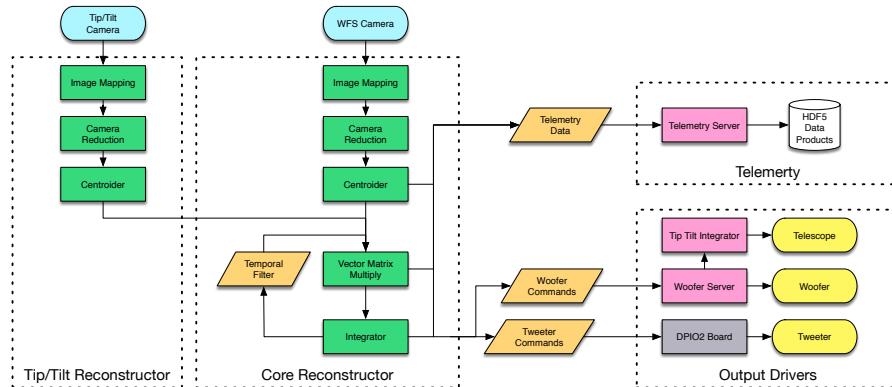 Tip/Tilt
Camera
WFS Camera
Image Mapping
Image Mapping
Camera
Reduction
Camera
Reduction
Telemetry
Data
Telemetry Server
HDF5
Data
Products
Centroider
Centroider
Telemerty
Tip Tilt Integrator
Telescope
Temporal
Filter
Vector Matrix
Multiply
Woofer
Commands
Woofer Server
Woofer
Integrator
Tweeter
Commands
DPIO2 Board
Tweeter
Tip/Tilt Reconstructor
Core Reconstructor
Output Drivers